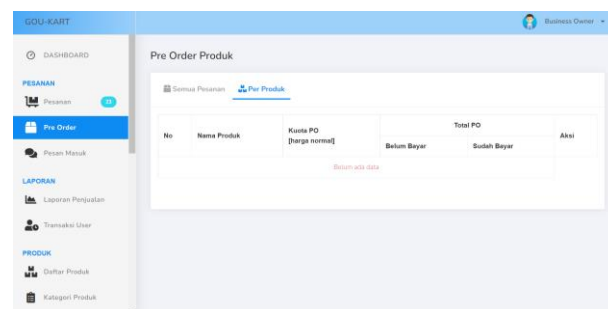 GOU-KART
Business Owner
DASHBOARD
PESANAN
Pesanan
Pre Order
Pesan Masuk
LAPORAN
Laporan Penjualan
Transaksi User
PRODUK
Daftar Produk
Kategori Produk
Pre Order Produk
Semua Pesanan Per Produk
No Nama Produk Kuota PO [harga normal] Total PO Aksi
Belum Bayar Sudah Bayar
Belum ada data